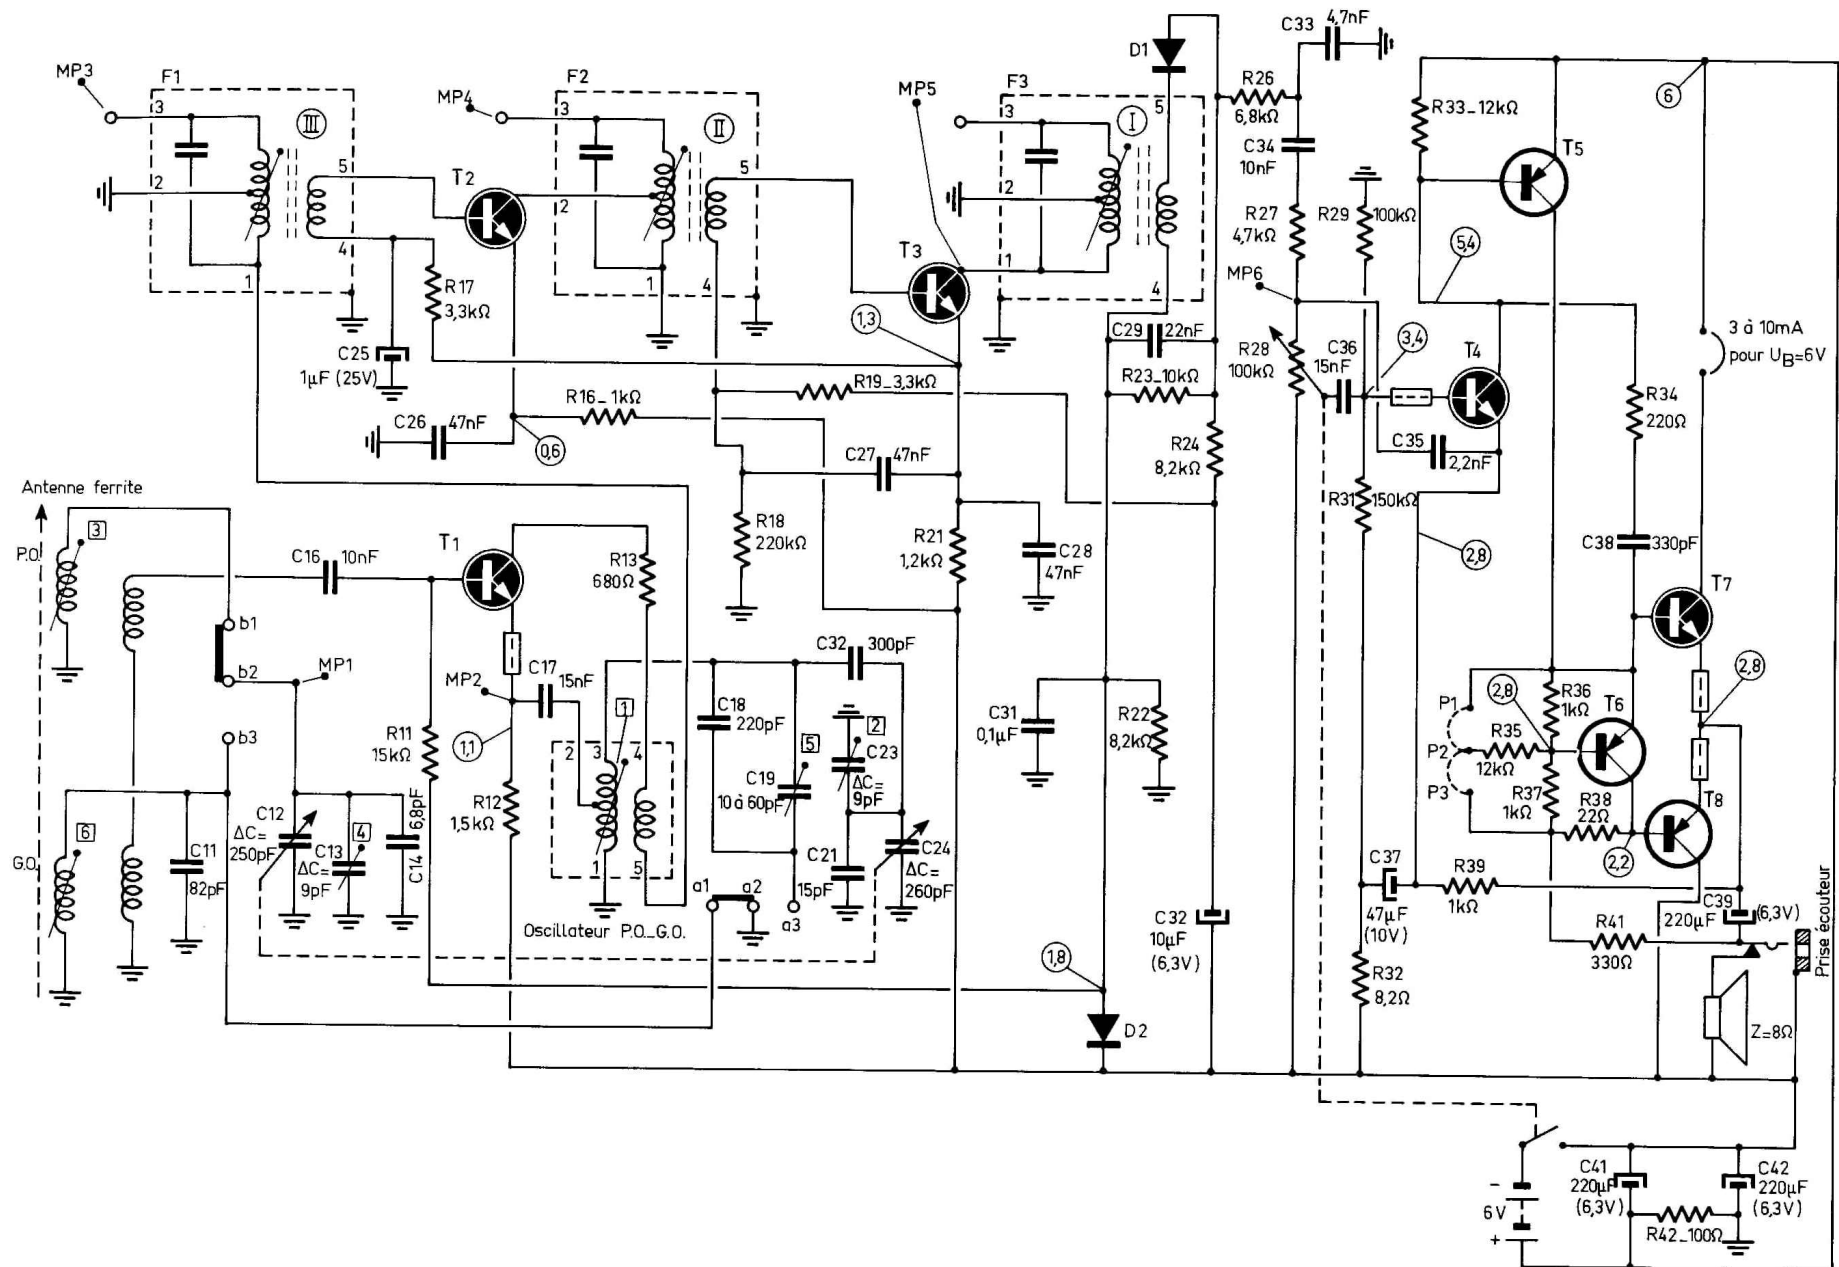 MP3
F1
3
III
2
5
4
1
R17
3,3kΩ
C25
1µF (25V)
T2
MP4
F2
3
II
2
5
1
4
MP5
T3
1,3
F3
3
I
5
2
1
4
D1
C33
4,7nF
R26
6,8kΩ
C34
10nF
R27
4,7kΩ
R29
100kΩ
MP6
R28
100kΩ
C36
15nF
3,4
T4
C35
2,2nF
R33_12kΩ
5,4
T5
6
3 à 10mA
pour UB=6V
R34
220Ω
C38
330pF
T7
2,8
R31
150kΩ
2,8
C29
22nF
R23_10kΩ
R24
8,2kΩ
R19_3,3kΩ
R16_1kΩ
C26
47nF
0,6
C27
47nF
R18
220kΩ
R21
1,2kΩ
C28
47nF
Antenne ferrite
P.O.
3
b1
b2
MP1
b3
G.O.
6
C16
10nF
T1
R13
680Ω
MP2
C17
15nF
1,1
R11
15kΩ
R12
1,5kΩ
C11
82pF
C12
ΔC=
250pF
C13
4
ΔC=
9pF
C14
6,8pF
1
2
3
4
1
5
Oscillateur P.O._G.O.
C18
220pF
C19
10 à 60pF
5
C32
300pF
2
C23
ΔC=
9pF
C21
15pF
C24
ΔC=
260pF
a1
a2
a3
C31
0,1µF
R22
8,2kΩ
1,8
D2
C32
10µF
(6,3V)
P1
P2
P3
2,8
R36
1kΩ
R35
12kΩ
R37
1kΩ
R38
22Ω
T6
T8
2,2
C37
47µF
(10V)
R39
1kΩ
C39
220µF
(6,3V)
R41
330Ω
R32
8,2Ω
Prise écouteur
Z=8Ω
-
6V
+
C41
220µF
(6,3V)
C42
220µF
(6,3V)
R42_100Ω